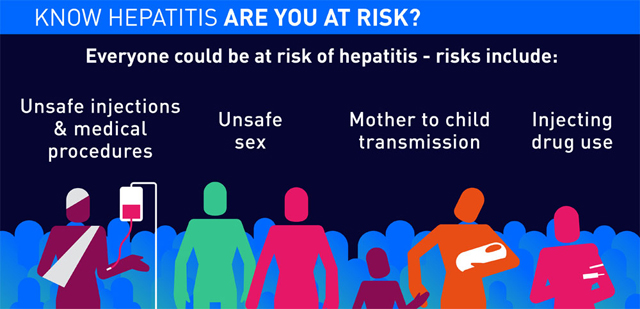 KNOW HEPATITIS ARE YOU AT RISK?
Everyone could be at risk of hepatitis - risks include:
Unsafe injections
& medical
procedures
Unsafe
sex
Mother to child
transmission
Injecting
drug use